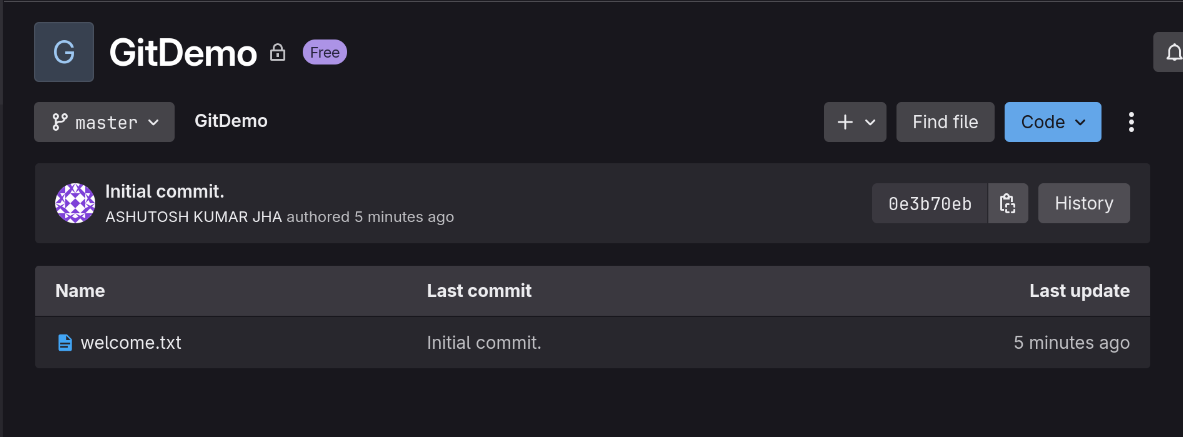 G
GitDemo
Free
master
GitDemo
Find file
Code
Initial commit.
ASHUTOSH KUMAR JHA authored 5 minutes ago
0e3b70eb
History
Name Last commit Last update
welcome.txt Initial commit. 5 minutes ago